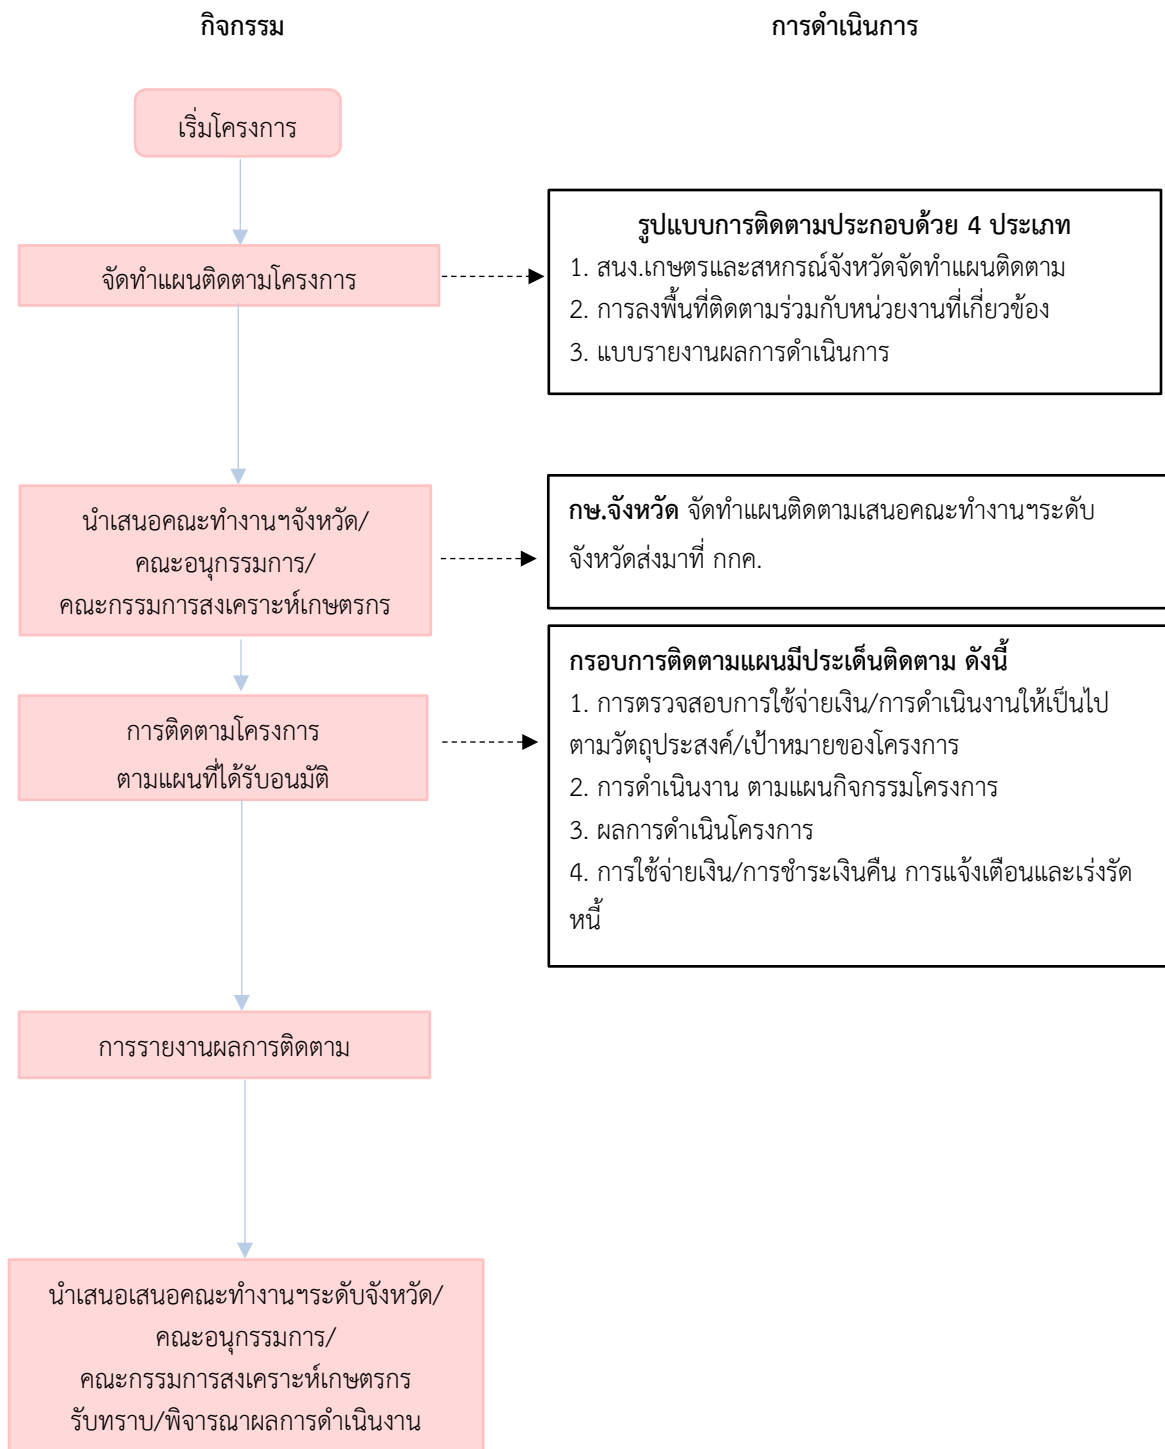 กิจกรรม
การดำเนินการ
เริ่มโครงการ
จัดทำแผนติดตามโครงการ
รูปแบบการติดตามประกอบด้วย 4 ประเภท
1. สนง.เกษตรและสหกรณ์จังหวัดจัดทำแผนติดตาม
2. การลงพื้นที่ติดตามร่วมกับหน่วยงานที่เกี่ยวข้อง
3. แบบรายงานผลการดำเนินการ
นำเสนอคณะทำงานฯจังหวัด/
คณะอนุกรรมการ/
คณะกรรมการสงเคราะห์เกษตรกร
กษ.จังหวัด จัดทำแผนติดตามเสนอคณะทำงานฯระดับ
จังหวัดส่งมาที่ กกค.
การติดตามโครงการ
ตามแผนที่ได้รับอนมัติ
กรอบการติดตามแผนมีประเด็นติดตาม ดังนี้
1. การตรวจสอบการใช้จ่ายเงิน/การดำเนินงานให้เป็นไป
ตามวัตถุประสงค์/เป้าหมายของโครงการ
2. การดำเนินงาน ตามแผนกิจกรรมโครงการ
3. ผลการดำเนินโครงการ
4. การใช้จ่ายเงิน/การชำระเงินคืน การแจ้งเตือนและเร่งรัด
หนี้
การรายงานผลการติดตาม
นำเสนอเสนอคณะทำงานฯระดับจังหวัด/
คณะอนุกรรมการ/
คณะกรรมการสงเคราะห์เกษตรกร
รับทราบ/พิจารณาผลการดำเนินงาน